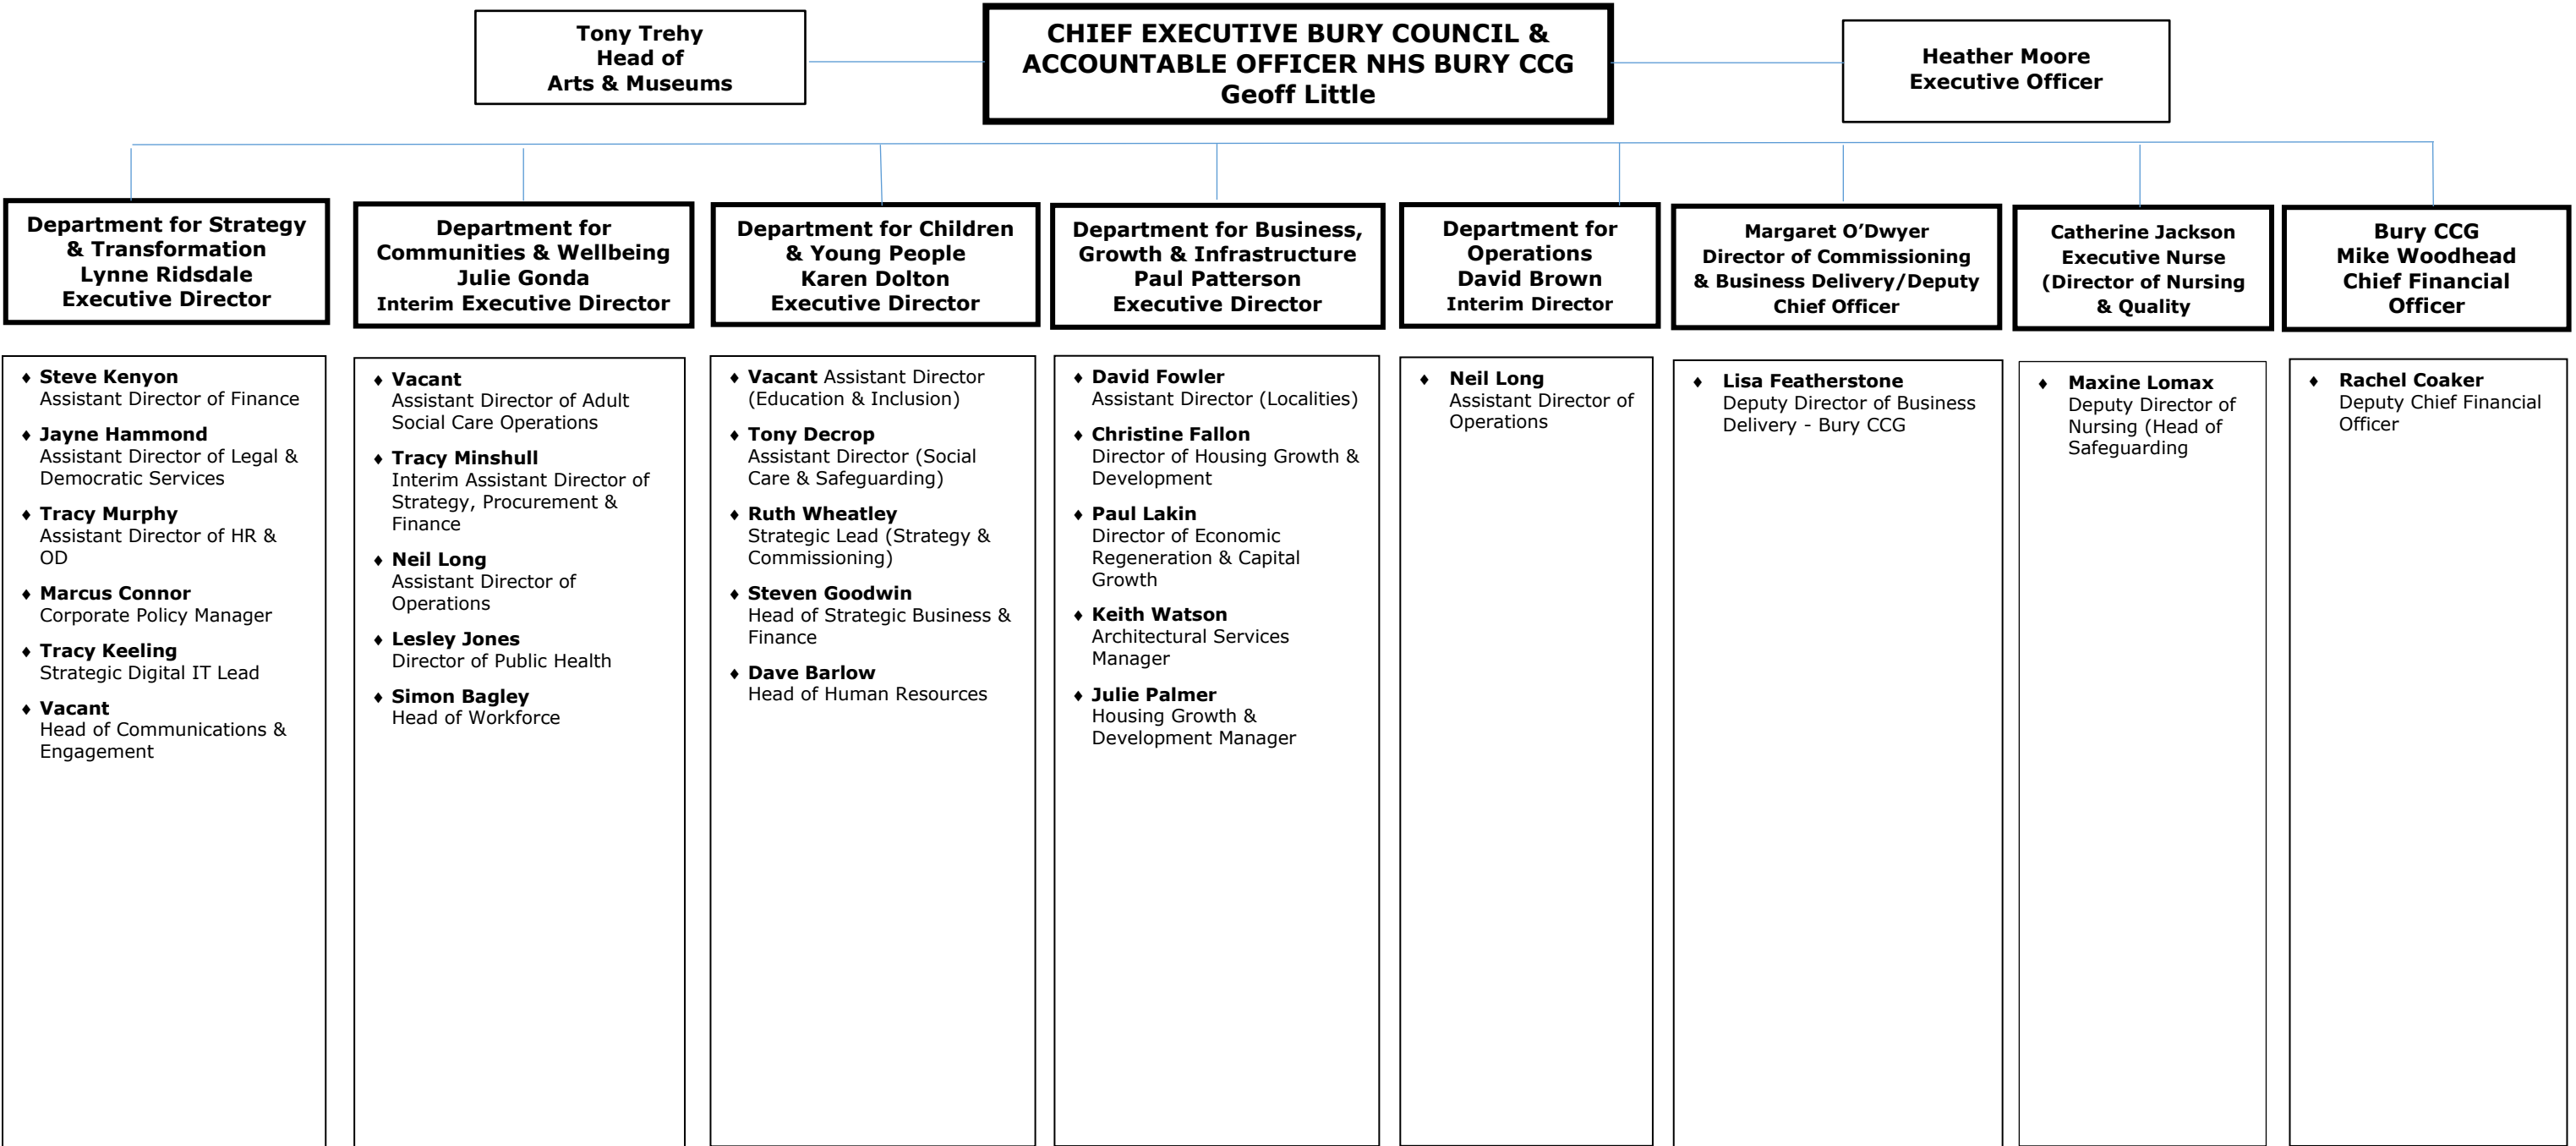 Tony Trehy
Head of
Arts & Museums
CHIEF EXECUTIVE BURY COUNCIL &
ACCOUNTABLE OFFICER NHS BURY CCG
Geoff Little
Heather Moore
Executive Officer
Department for Strategy
& Transformation
Lynne Ridsdale
Executive Director
Department for
Communities & Wellbeing
Julie Gonda
Interim Executive Director
Department for Children
& Young People
Karen Dolton
Executive Director
Department for Business,
Growth & Infrastructure
Paul Patterson
Executive Director
Department for
Operations
David Brown
Interim Director
Margaret O’Dwyer
Director of Commissioning
& Business Delivery/Deputy
Chief Officer
Catherine Jackson
Executive Nurse
(Director of Nursing
& Quality
Bury CCG
Mike Woodhead
Chief Financial
Officer
♦ Steve Kenyon
Assistant Director of Finance
♦ Jayne Hammond
Assistant Director of Legal &
Democratic Services
♦ Tracy Murphy
Assistant Director of HR &
OD
♦ Marcus Connor
Corporate Policy Manager
♦ Tracy Keeling
Strategic Digital IT Lead
♦ Vacant
Head of Communications &
Engagement
♦ Vacant
Assistant Director of Adult
Social Care Operations
♦ Tracy Minshull
Interim Assistant Director of
Strategy, Procurement &
Finance
♦ Neil Long
Assistant Director of
Operations
♦ Lesley Jones
Director of Public Health
♦ Simon Bagley
Head of Workforce
♦ Vacant Assistant Director
(Education & Inclusion)
♦ Tony Decrop
Assistant Director (Social
Care & Safeguarding)
♦ Ruth Wheatley
Strategic Lead (Strategy &
Commissioning)
♦ Steven Goodwin
Head of Strategic Business &
Finance
♦ Dave Barlow
Head of Human Resources
♦ David Fowler
Assistant Director (Localities)
♦ Christine Fallon
Director of Housing Growth &
Development
♦ Paul Lakin
Director of Economic
Regeneration & Capital
Growth
♦ Keith Watson
Architectural Services
Manager
♦ Julie Palmer
Housing Growth &
Development Manager
♦ Neil Long
Assistant Director of
Operations
♦ Lisa Featherstone
Deputy Director of Business
Delivery - Bury CCG
♦ Maxine Lomax
Deputy Director of
Nursing (Head of
Safeguarding
♦ Rachel Coaker
Deputy Chief Financial
Officer